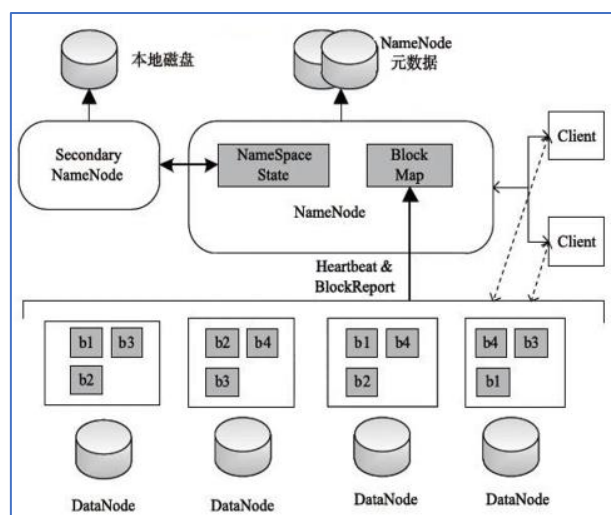 本地磁盘
NameNode
元数据
Secondary
NameNode
NameSpace
State
Block
Map
NameNode
Client
Client
Heartbeat &
BlockReport
b1 b3
b2
b2 b4
b3
b1 b4
b2
b4 b3
b1
DataNode
DataNode
DataNode
DataNode